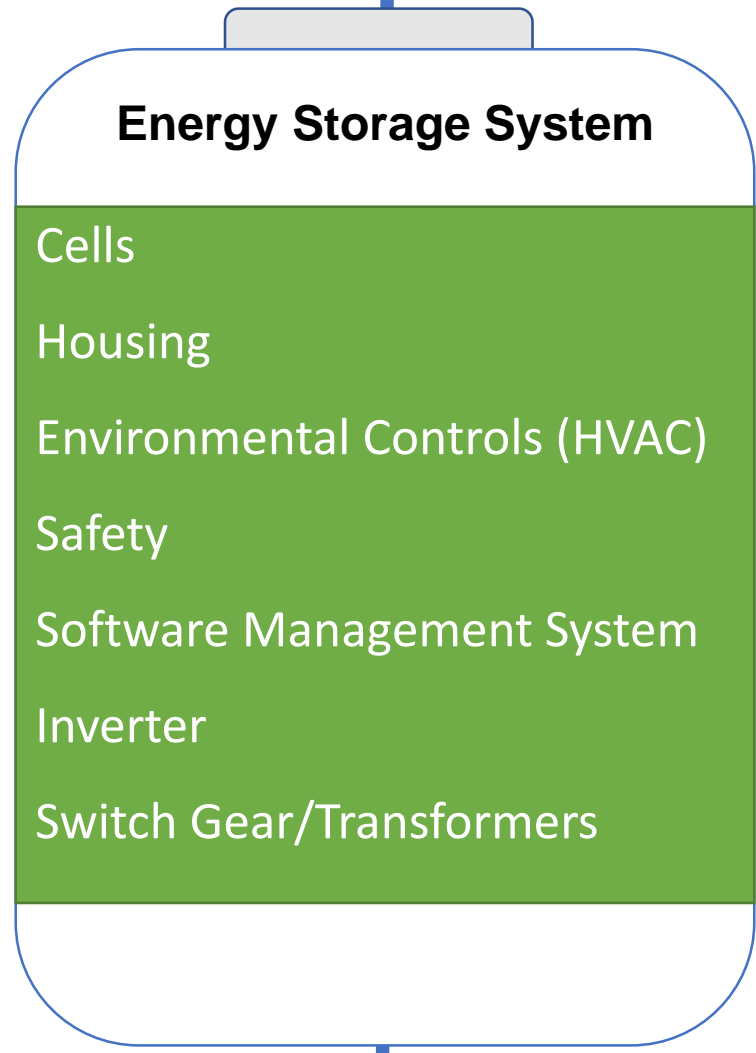 Energy Storage System
Cells
Housing
Environmental Controls (HVAC)
Safety
Software Management System
Inverter
Switch Gear/Transformers